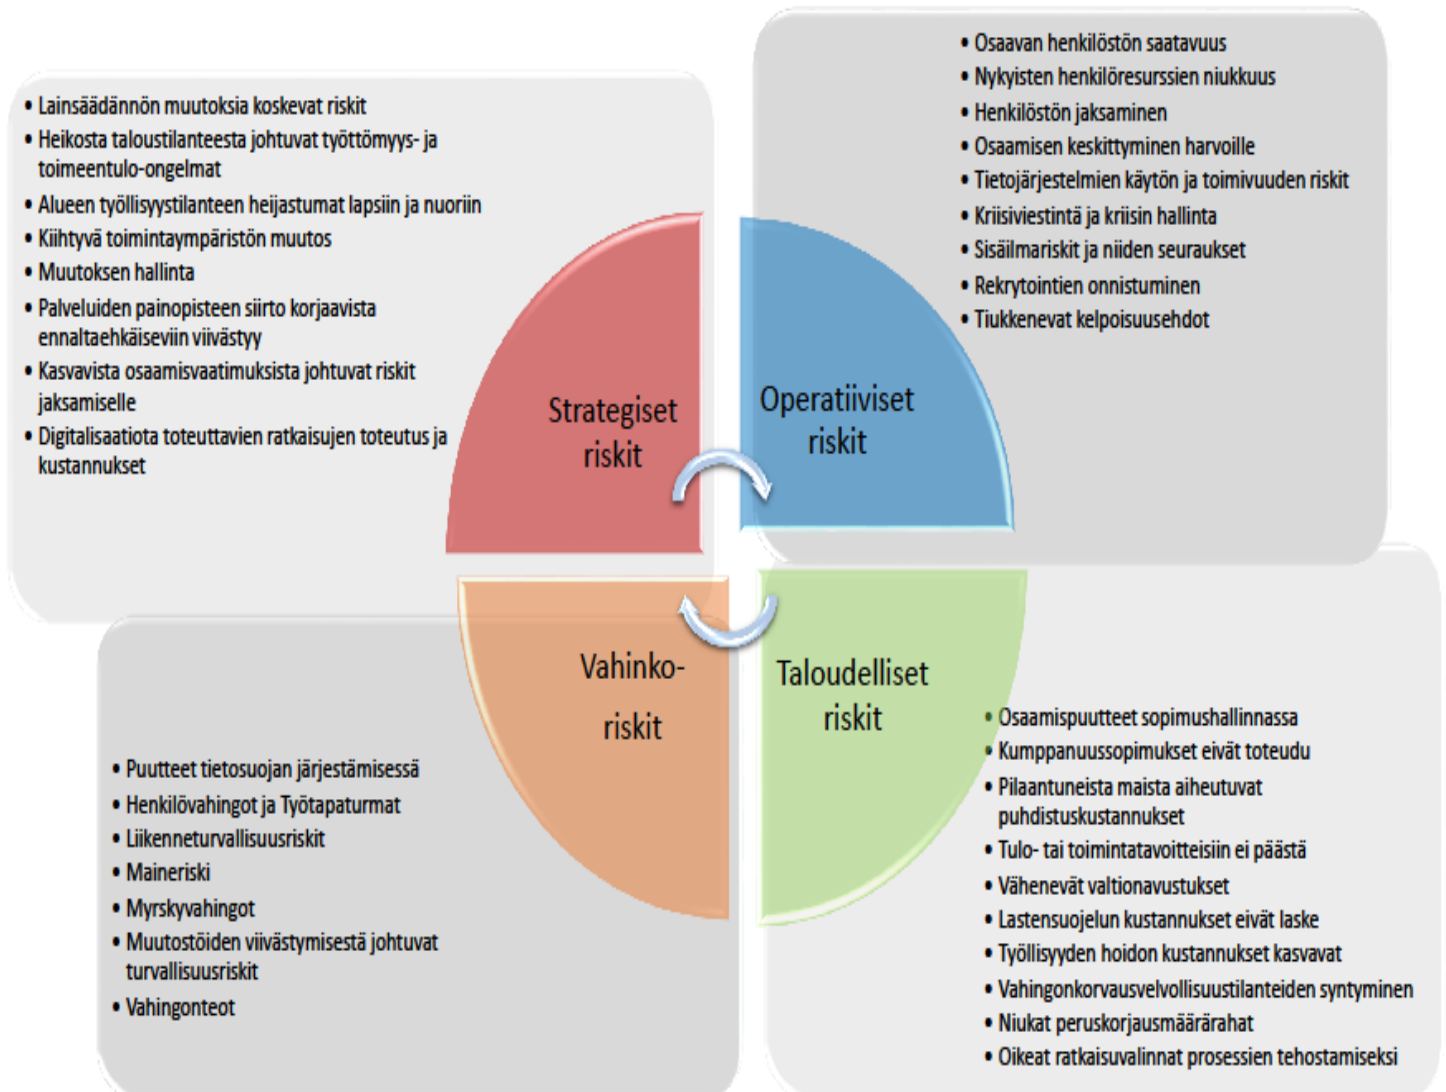 • Lainsäädännön muutoksia koskevat riskit
• Heikosta taloustilanteesta johtuvat työttömyys- ja
toimeentulo-ongelmat
• Alueen työllisyystilanteen heijastumat lapsiin ja nuoriin
• Kiihtyvä toimintaympäristön muutos
• Muutoksen hallinta
• Palveluiden painopisteen siirto korjaavista
ennaltaehkäiseviin viivästyy
• Kasvavista osaamisvaatimuksista johtuvat riskit
jaksamiselle
• Digitalisaatiota toteuttavien ratkaisujen toteutus ja
kustannukset
• Osaavan henkilöstön saatavuus
• Nykyisten henkilöresurssien niukkuus
• Henkilöstön jaksaminen
• Osaamisen keskittyminen harvoille
• Tietojärjestelmien käytön ja toimivuuden riskit
• Kriisiviestintä ja kriisin hallinta
• Sisäilmariskit ja niiden seuraukset
• Rekrytointien onnistuminen
• Tiukkenevat kelpoisuusehdot
Strategiset
riskit
Operatiiviset
riskit
Vahinko-
riskit
Taloudelliset
riskit
• Puutteet tietosuojan järjestämisessä
• Henkilövahingot ja Työtapaturmat
• Liikenneturvallisuusriskit
• Maineriski
• Myrskyvahingot
• Muutostöiden viivästymisestä johtuvat
turvallisuusriskit
• Vahingonteot
• Osaamispuutteet sopimushallinnassa
• Kumppanuussopimukset eivät toteudu
• Pilaantuneista maista aiheutuvat
puhdistuskustannukset
• Tulo- tai toimintatavoitteisiin ei päästä
• Vähenevät valtionavustukset
• Lastensuojelun kustannukset eivät laske
• Työllisyyden hoidon kustannukset kasvavat
• Vahingonkorvausvelvollisuustilanteiden syntyminen
• Niukat peruskorjausmäärärahat
• Oikeat ratkaisuvalinnat prosessien tehostamiseksi